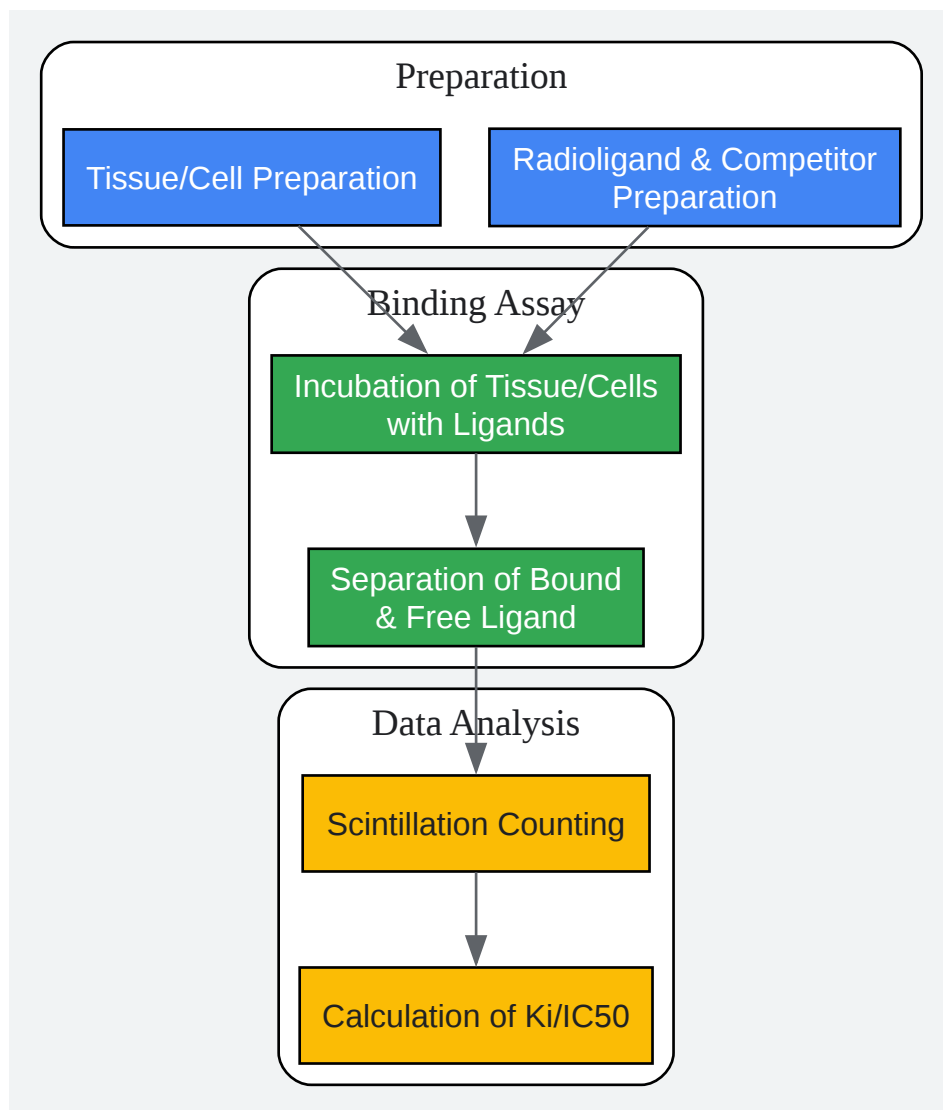 Preparation
Tissue/Cell Preparation
Radioligand & Competitor
Preparation
Binding Assay
Incubation of Tissue/Cells
with Ligands
Separation of Bound
& Free Ligand
Data Analysis
Scintillation Counting
Calculation of Ki/IC50